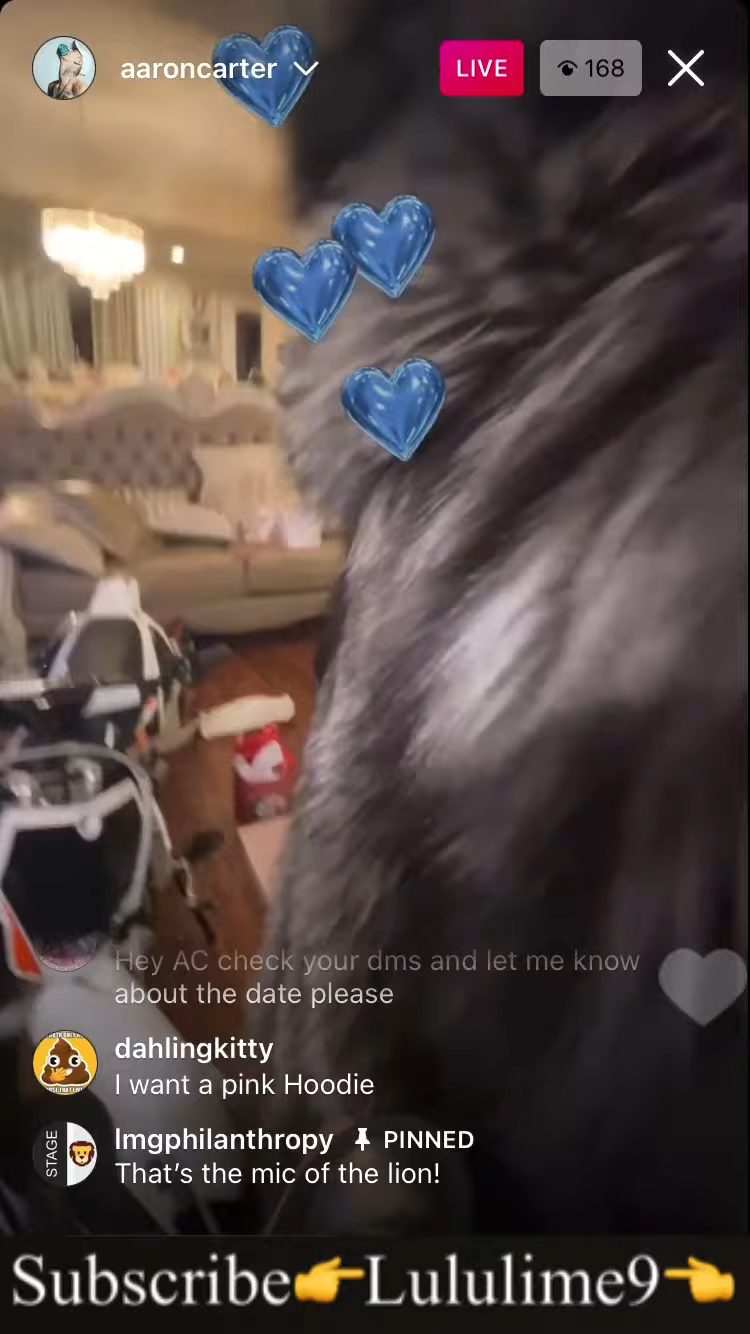 aaroncarter
LIVE
168
Hey AC check your dms and let me know
about the date please
dahlingkitty
I want a pink Hoodie
STAGE
lmgphilanthropy PINNED
That’s the mic of the lion!
Subscribe👉Lululime9👈